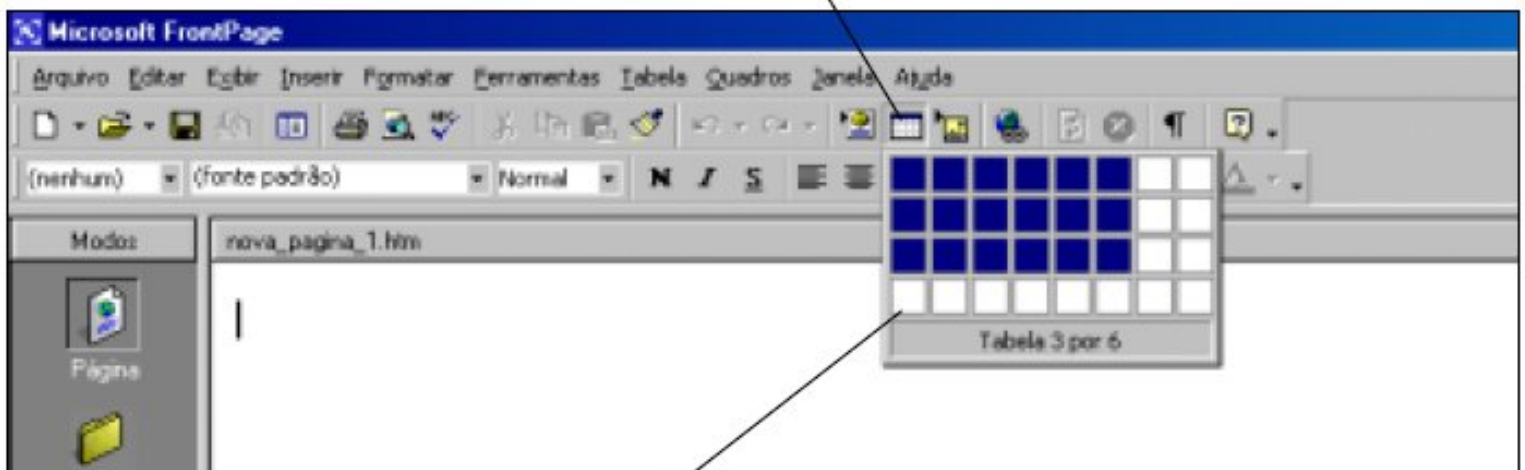 Microsoft FrontPage
Arquivo Editar Exibir Inserir Formatar Ferramentas Tabela Quadros Janela Ajuda
(nenhum) (fonte padrão) Normal N I S A
Modos nova_pagina_1.htm
Tabela 3 por 6
Página